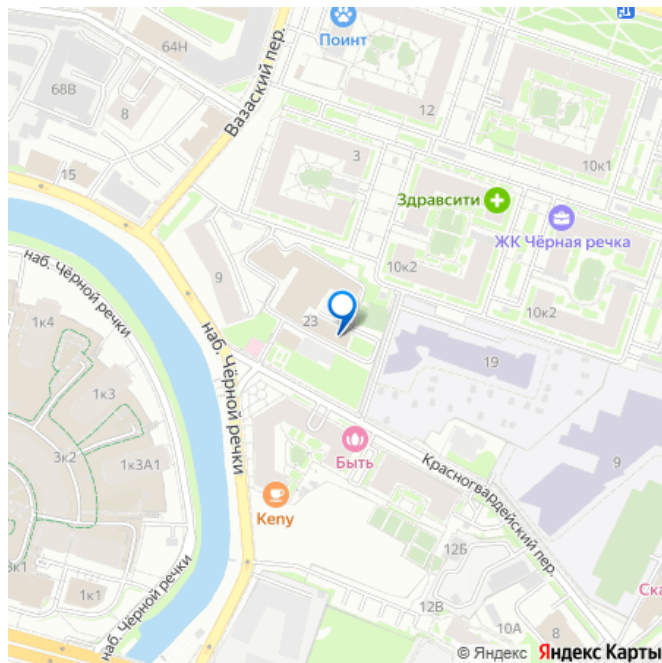 Поинт
64Н
Вазаский пер.
68В
8
12
10к1
3
15
Здравсити
ЖК Чёрная речка
наб. Чёрной речки
9
10к2
10к2
1к4
23
наб. Чёрной речки
19
1к3
3к2
1к3А1
Быть
Красногвардейский пер.
9
Keny
12Б
3к1
1к1
наб. Чёрной речки
12В
10А
8
Ска
© Яндекс Яндекс Карты